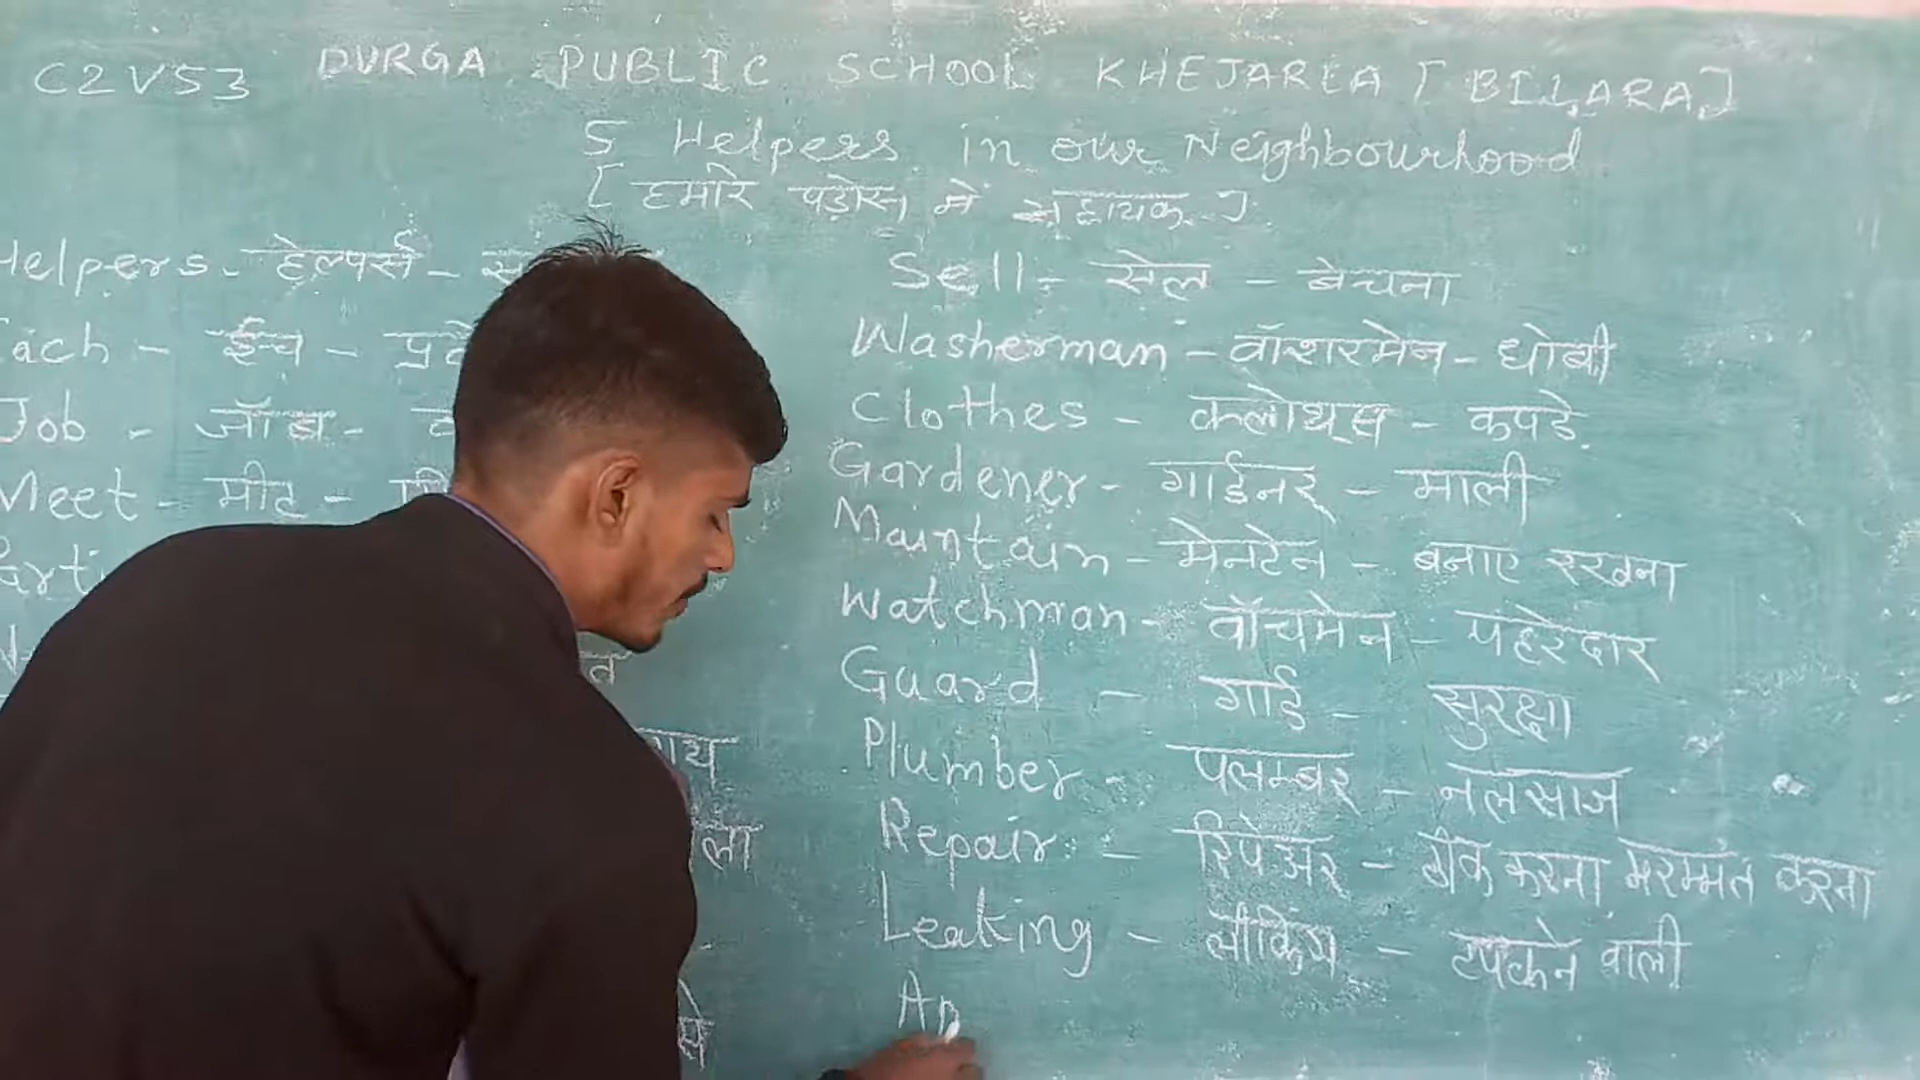 C2V53 DURGA PUBLIC SCHOOL KHEJARLA [BILARA]
5 Helpers in our Neighbourhood
[हमारे पड़ोस में सहायक]
Helpers - हेल्पर्स -
Each - ईच -
Job - जॉब -
Meet - मीट -
Sell - सेल - बेचना
Washerman - वॉशरमेन - धोबी
Clothes - क्लोथ्स - कपडे
Gardener - गार्डनर - माली
Maintain - मेनटेन - बनाए रखना
Watchman - वॉचमेन - पहरेदार
Guard - गार्ड - सुरक्षा
Plumber - पलम्बर - नलसाज
Repair - रिपेअर - ठीक करना, मरम्मत करना
Leaking - लीकिंग - टपकने वाली
An